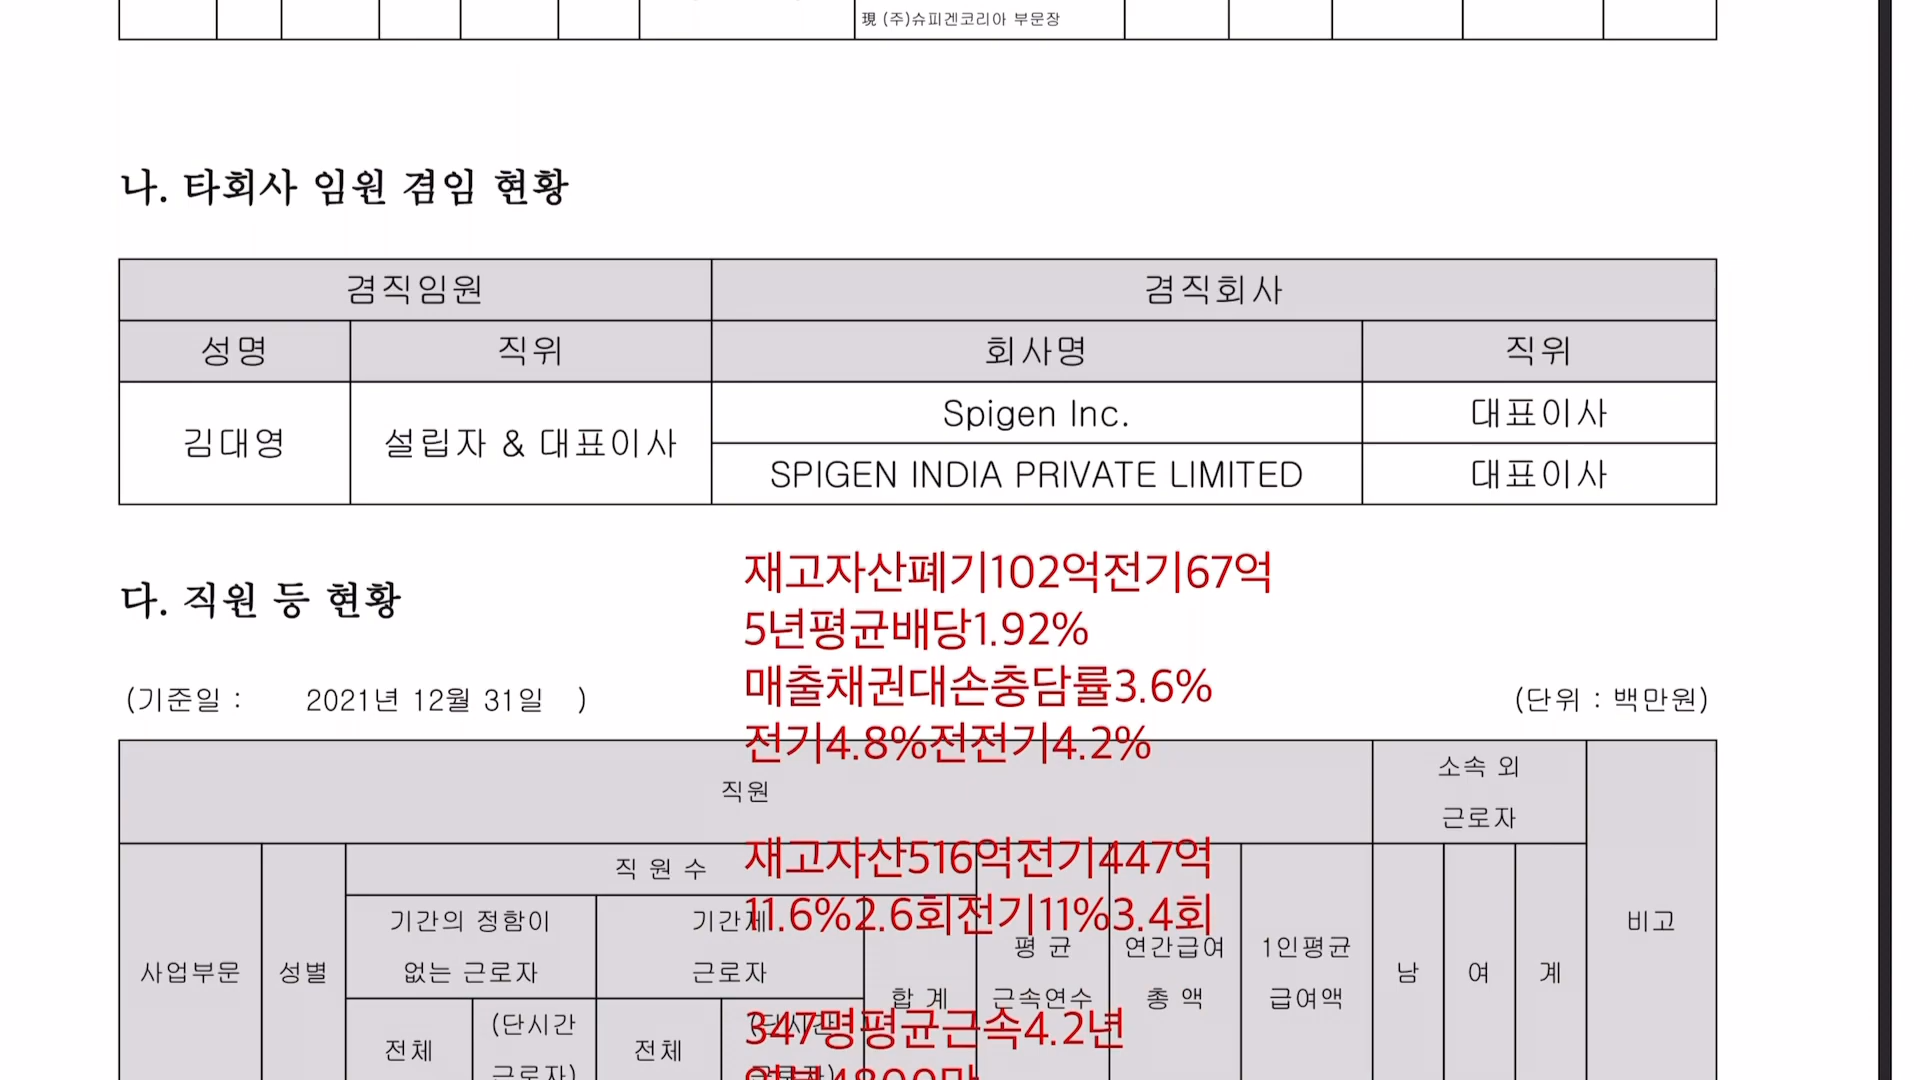 現 (주)슈피겐코리아 부문장
나. 타회사 임원 겸임 현황
겸직임원 겸직회사
성명 직위 회사명 직위
김대영 설립자 & 대표이사 Spigen Inc. 대표이사
SPIGEN INDIA PRIVATE LIMITED 대표이사
재고자산폐기102억전기67억
5년평균배당1.92%
매출채권대손충담률3.6%
전기4.8%전전기4.2%
다. 직원 등 현황
(기준일 : 2021년 12월 31일 ) (단위 : 백만원)
직원
소속 외
근로자
비고
재고자산516억전기447억
11.6%2.6회전기11%3.4회
사업부문 성별
직 원 수
기간의 정함이
없는 근로자
기간제
근로자
합 계
평 균
근속연수
연간급여
총 액
1인평균
급여액
남 여 계
전체
(단시간
근로자)
전체
(단시간
근로자)
347명평균근속4.2년